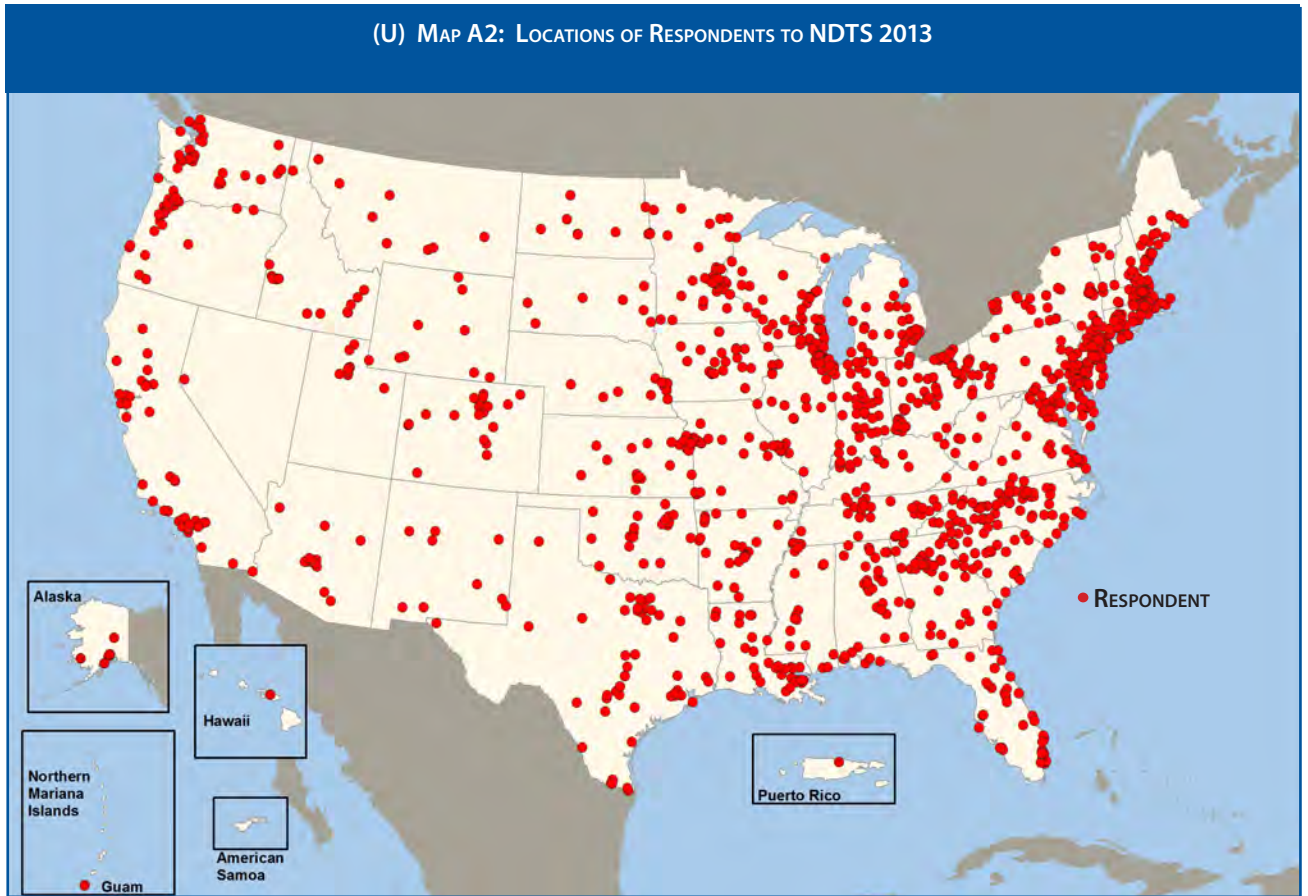 (U) Map A2: Locations of Respondents to NDTS 2013
Respondent
Alaska
Hawaii
Northern
Mariana
Islands
Guam
American
Samoa
Puerto Rico